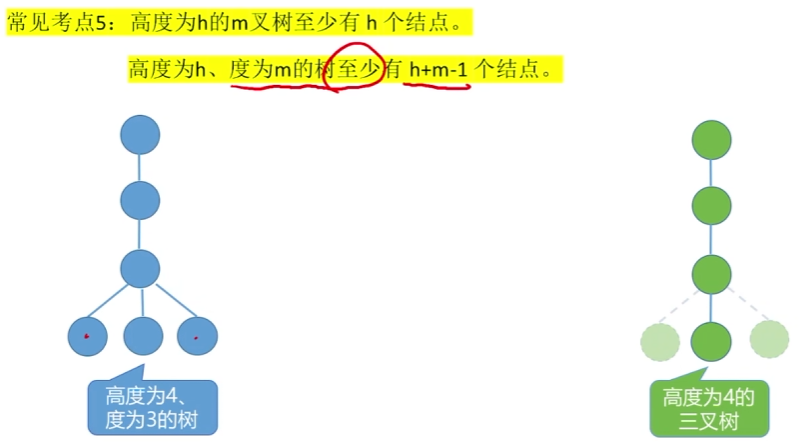 常见考点5：高度为h的m叉树至少有 h 个结点。
高度为h、度为m的树至少有 h+m-1 个结点。
高度为4、
度为3的树
高度为4的
三叉树